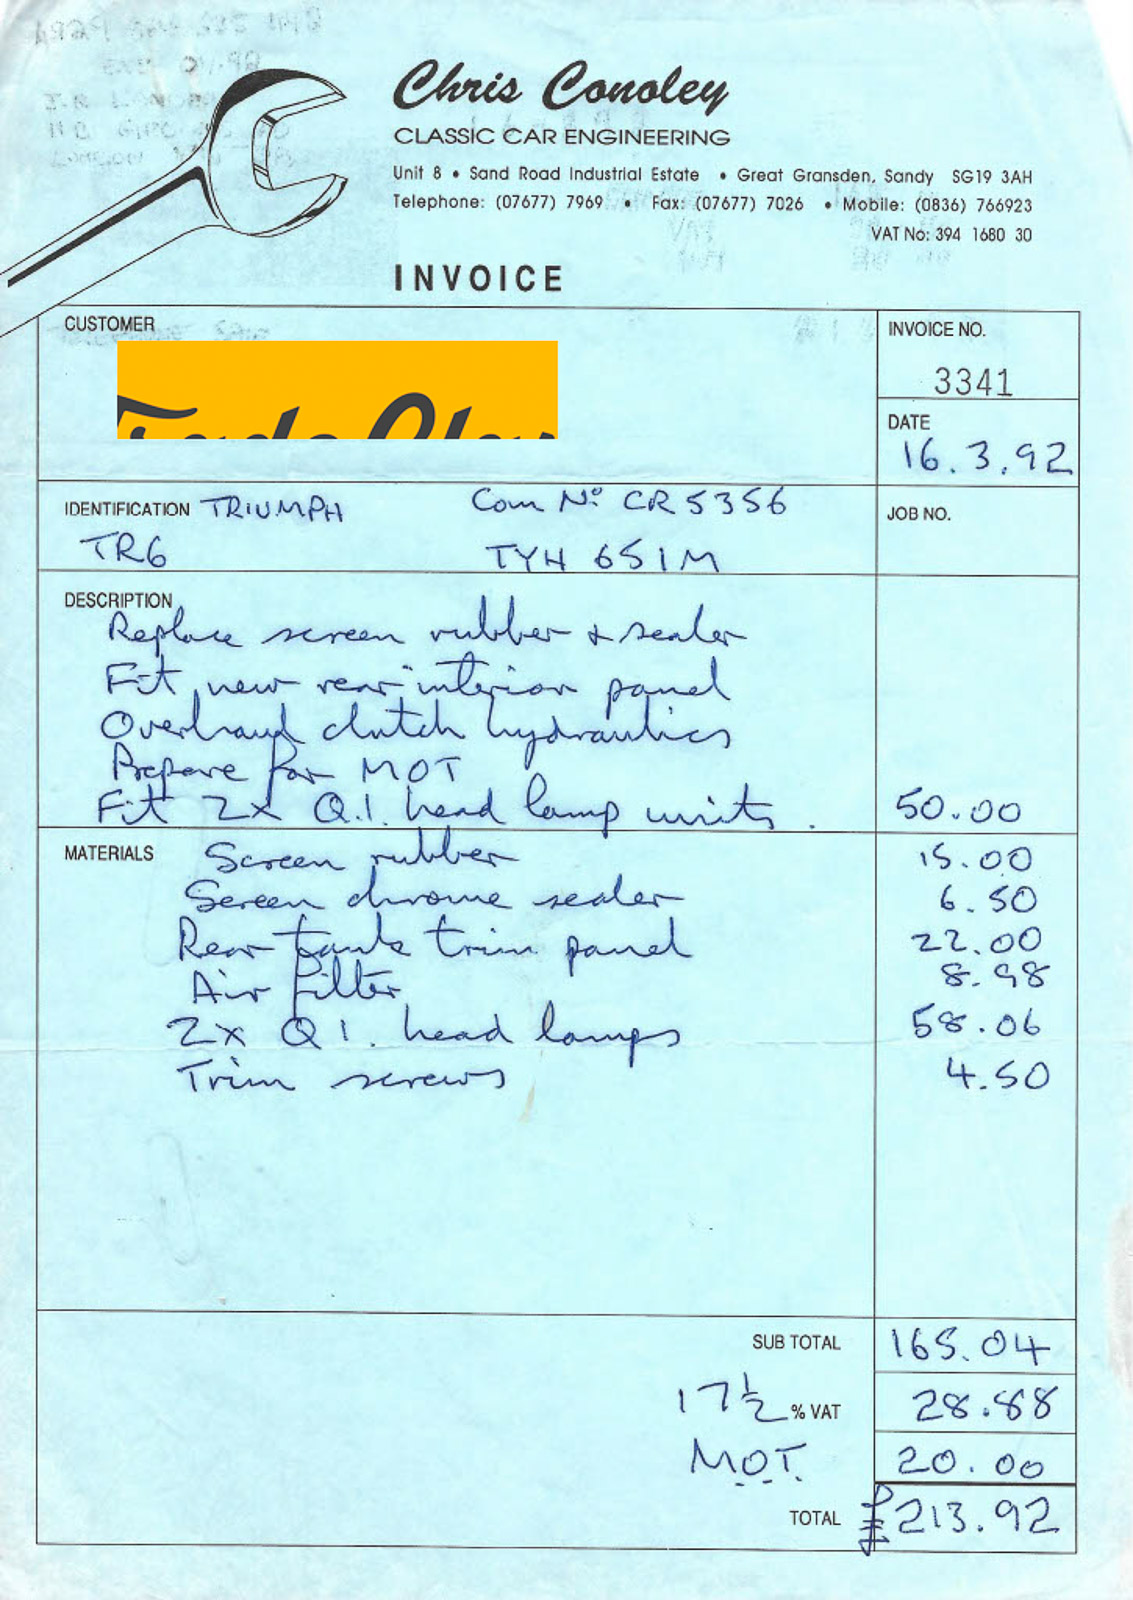 Chris Conoley
CLASSIC CAR ENGINEERING
Unit 8 • Sand Road Industrial Estate • Great Gransden, Sandy SG19 3AH
Telephone: (07677) 7969 • Fax: (07677) 7026 • Mobile: (0836) 766923
VAT No: 394 1680 30
INVOICE
CUSTOMER
INVOICE NO.
3341
DATE
16.3.92
IDENTIFICATION TRIUMPH Com No CR5356
TR6 TYH 651M
JOB NO.
DESCRIPTION
Replace screen rubber & sealer
Fit new rear interior panel
Overhaul clutch hydraulics
Prepare for MOT
Fit 2x Q.I. head lamp units. 50.00
MATERIALS Screen rubber 15.00
Screen chrome sealer 6.50
Rear tank trim panel 22.00
Air filter 8.98
2x Q I. head lamps 58.06
Trim screws 4.50
SUB TOTAL 165.04
17½ % VAT 28.88
M.O.T. 20.00
TOTAL £213.92